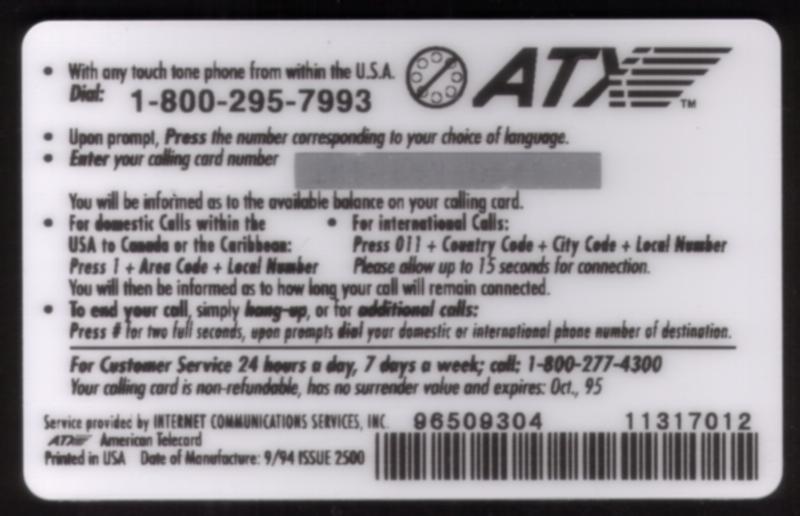 • With any touch tone phone from within the U.S.A.
Dial: 1-800-295-7993
ATX™
• Upon prompt, Press the number corresponding to your choice of language.
• Enter your calling card number
You will be informed as to the available balance on your calling card.
• For domestic Calls within the
USA to Canada or the Caribbean:
Press 1 + Area Code + Local Number
• For international Calls:
Press 011 + Country Code + City Code + Local Number
Please allow up to 15 seconds for connection.
You will then be informed as to how long your call will remain connected.
• To end your call, simply hang-up, or for additional calls:
Press # for two full seconds, upon prompts dial your domestic or international phone number of destination.
For Customer Service 24 hours a day, 7 days a week; call: 1-800-277-4300
Your calling card is non-refundable, has no surrender value and expires: Oct., 95
Service provided by INTERNET COMMUNICATIONS SERVICES, INC.
ATX American Telecard
Printed in USA Date of Manufacture: 9/94 ISSUE 2500
96509304 11317012